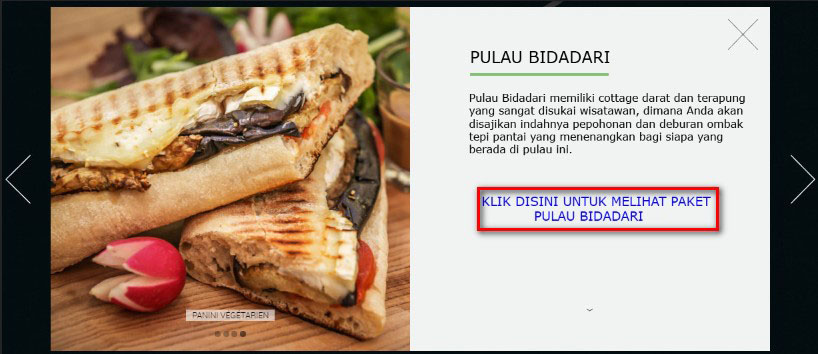 PULAU BIDADARI
Pulau Bidadari memiliki cottage darat dan terapung
yang sangat disukai wisatawan, dimana Anda akan
disajikan indahnya pepohonan dan deburan ombak
tepi pantai yang menenangkan bagi siapa yang
berada di pulau ini.
KLIK DISINI UNTUK MELIHAT PAKET
PULAU BIDADARI
PANINI VÉGÉTARIEN